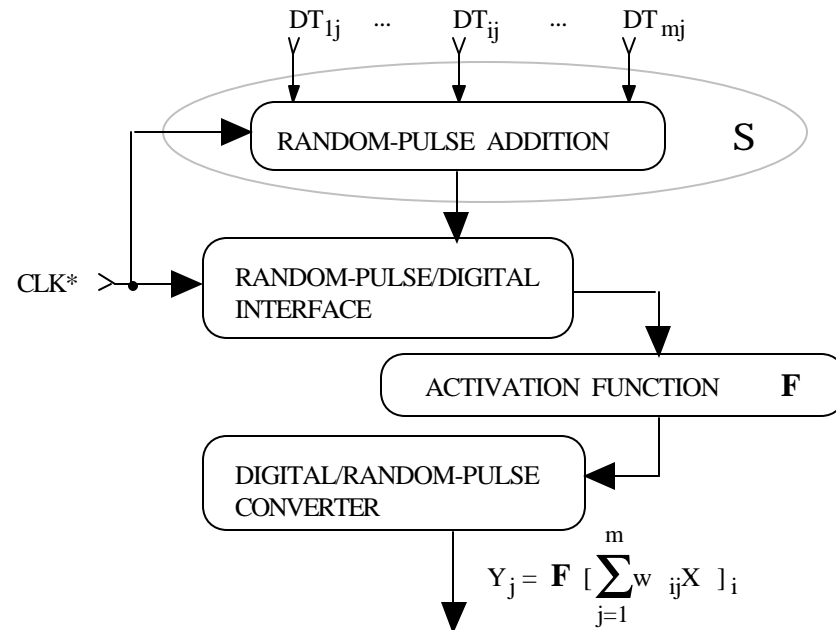 DT1j ... DTij ... DTmj
RANDOM-PULSE ADDITION S
CLK*
RANDOM-PULSE/DIGITAL
INTERFACE
ACTIVATION FUNCTION F
DIGITAL/RANDOM-PULSE
CONVERTER
m
Yj = F [ ∑ w ij X ] i
j=1